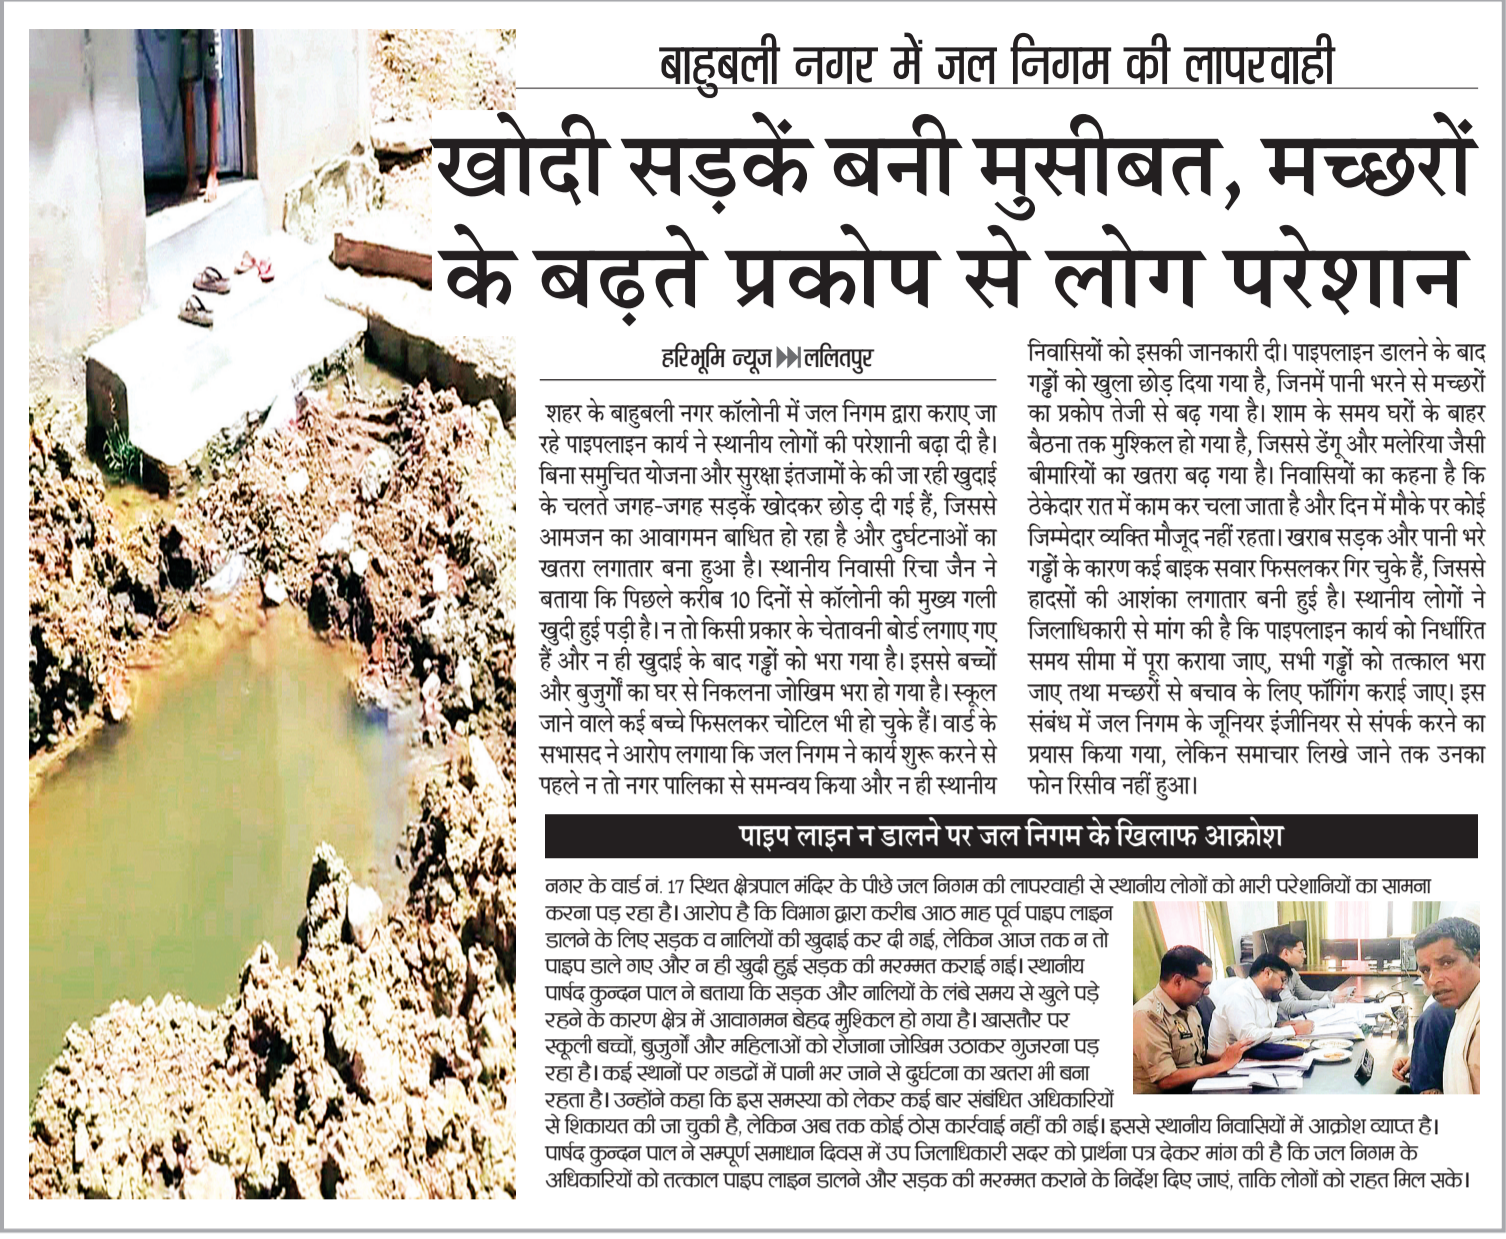 बाहुबली नगर में जल निगम की लापरवाही
खोदी सड़कें बनी मुसीबत, मच्छरों
के बढ़ते प्रकोप से लोग परेशान
हरिभूमि न्यूज ललितपुर
शहर के बाहुबली नगर कॉलोनी में जल निगम द्वारा कराए जा
रहे पाइपलाइन कार्य ने स्थानीय लोगों की परेशानी बढ़ा दी है।
बिना समुचित योजना और सुरक्षा इंतजामों के की जा रही खुदाई
के चलते जगह-जगह सड़कें खोदकर छोड़ दी गई हैं, जिससे
आमजन का आवागमन बाधित हो रहा है और दुर्घटनाओं का
खतरा लगातार बना हुआ है। स्थानीय निवासी रिचा जैन ने
बताया कि पिछले करीब 10 दिनों से कॉलोनी की मुख्य गली
खुदी हुई पड़ी है। न तो किसी प्रकार के चेतावनी बोर्ड लगाए गए
हैं और न ही खुदाई के बाद गड्ढों को भरा गया है। इससे बच्चों
और बुजुर्गों का घर से निकलना जोखिम भरा हो गया है। स्कूल
जाने वाले कई बच्चे फिसलकर चोटिल भी हो चुके हैं। वार्ड के
सभासद ने आरोप लगाया कि जल निगम ने कार्य शुरू करने से
पहले न तो नगर पालिका से समन्वय किया और न ही स्थानीय
निवासियों को इसकी जानकारी दी। पाइपलाइन डालने के बाद
गड्ढों को खुला छोड़ दिया गया है, जिनमें पानी भरने से मच्छरों
का प्रकोप तेजी से बढ़ गया है। शाम के समय घरों के बाहर
बैठना तक मुश्किल हो गया है, जिससे डेंगू और मलेरिया जैसी
बीमारियों का खतरा बढ़ गया है। निवासियों का कहना है कि
ठेकेदार रात में काम कर चला जाता है और दिन में मौके पर कोई
जिम्मेदार व्यक्ति मौजूद नहीं रहता। खराब सड़क और पानी भरे
गड्ढों के कारण कई बाइक सवार फिसलकर गिर चुके हैं, जिससे
हादसों की आशंका लगातार बनी हुई है। स्थानीय लोगों ने
जिलाधिकारी से मांग की है कि पाइपलाइन कार्य को निर्धारित
समय सीमा में पूरा कराया जाए, सभी गड्ढों को तत्काल भरा
जाए तथा मच्छरों से बचाव के लिए फॉगिंग कराई जाए। इस
संबंध में जल निगम के जूनियर इंजीनियर से संपर्क करने का
प्रयास किया गया, लेकिन समाचार लिखे जाने तक उनका
फोन रिसीव नहीं हुआ।
पाइप लाइन न डालने पर जल निगम के खिलाफ आक्रोश
नगर के वार्ड नं. 17 स्थित क्षेत्रपाल मंदिर के पीछे जल निगम की लापरवाही से स्थानीय लोगों को भारी परेशानियों का सामना
करना पड़ रहा है। आरोप है कि विभाग द्वारा करीब आठ माह पूर्व पाइप लाइन
डालने के लिए सड़क व नालियों की खुदाई कर दी गई, लेकिन आज तक न तो
पाइप डाले गए और न ही खुदी हुई सड़क की मरम्मत कराई गई। स्थानीय
पार्षद कुन्दन पाल ने बताया कि सड़क और नालियों के लंबे समय से खुले पड़े
रहने के कारण क्षेत्र में आवागमन बेहद मुश्किल हो गया है। खासतौर पर
स्कूली बच्चों, बुजुर्गों और महिलाओं को रोजाना जोखिम उठाकर गुजरना पड़
रहा है। कई स्थानों पर गडढों में पानी भर जाने से दुर्घटना का खतरा भी बना
रहता है। उन्होंने कहा कि इस समस्या को लेकर कई बार संबंधित अधिकारियों
से शिकायत की जा चुकी है, लेकिन अब तक कोई ठोस कार्रवाई नहीं की गई। इससे स्थानीय निवासियों में आक्रोश व्याप्त है।
पार्षद कुन्दन पाल ने सम्पूर्ण समाधान दिवस में उप जिलाधिकारी सदर को प्रार्थना पत्र देकर मांग की है कि जल निगम के
अधिकारियों को तत्काल पाइप लाइन डालने और सड़क की मरम्मत कराने के निर्देश दिए जाएं, ताकि लोगों को राहत मिल सके।